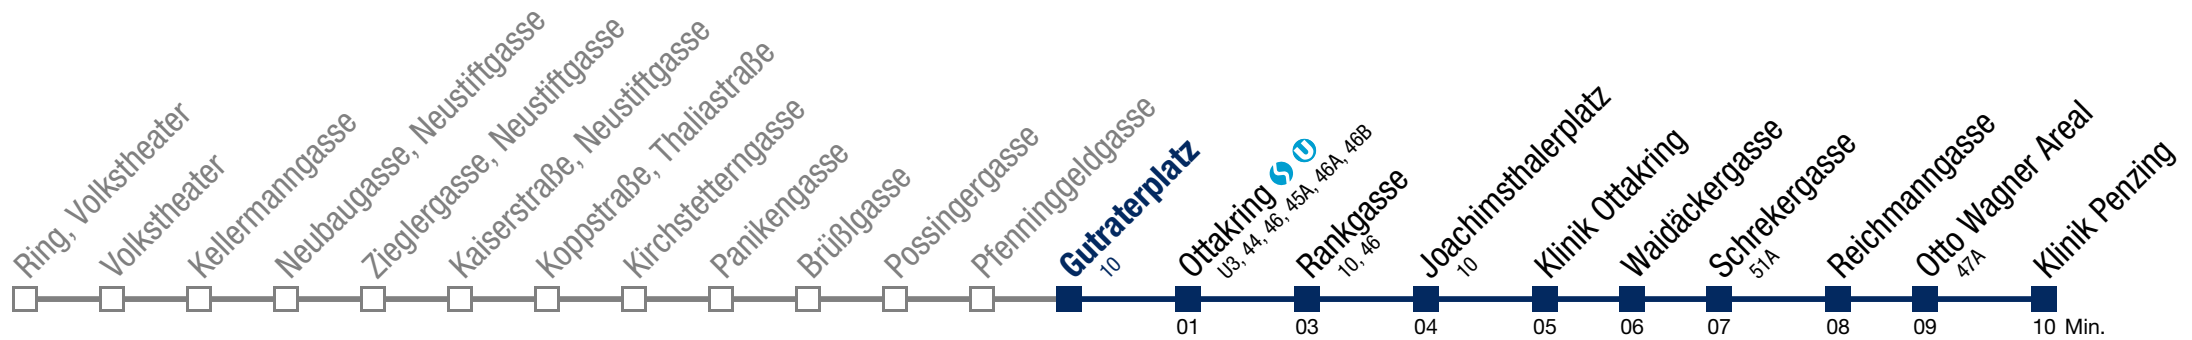 Ring, Volkstheater
Volkstheater
Kellermanngasse
Neubaugasse, Neustiftgasse
Zieglergasse, Neustiftgasse
Kaiserstraße, Neustiftgasse
Koppstraße, Thaliastraße
Kirchstetterngasse
Panikengasse
Brüßlgasse
Possingergasse
Pfenninggeldgasse
Gutraterplatz
10
Ottakring S U
U3, 44, 46, 45A, 46A, 46B
Rankgasse
10, 46
Joachimsthalerplatz
10
Klinik Ottakring
Waidäckergasse
Schrekergasse
51A
Reichmanngasse
Otto Wagner Areal
47A
Klinik Penzing
01 03 04 05 06 07 08 09 10 Min.